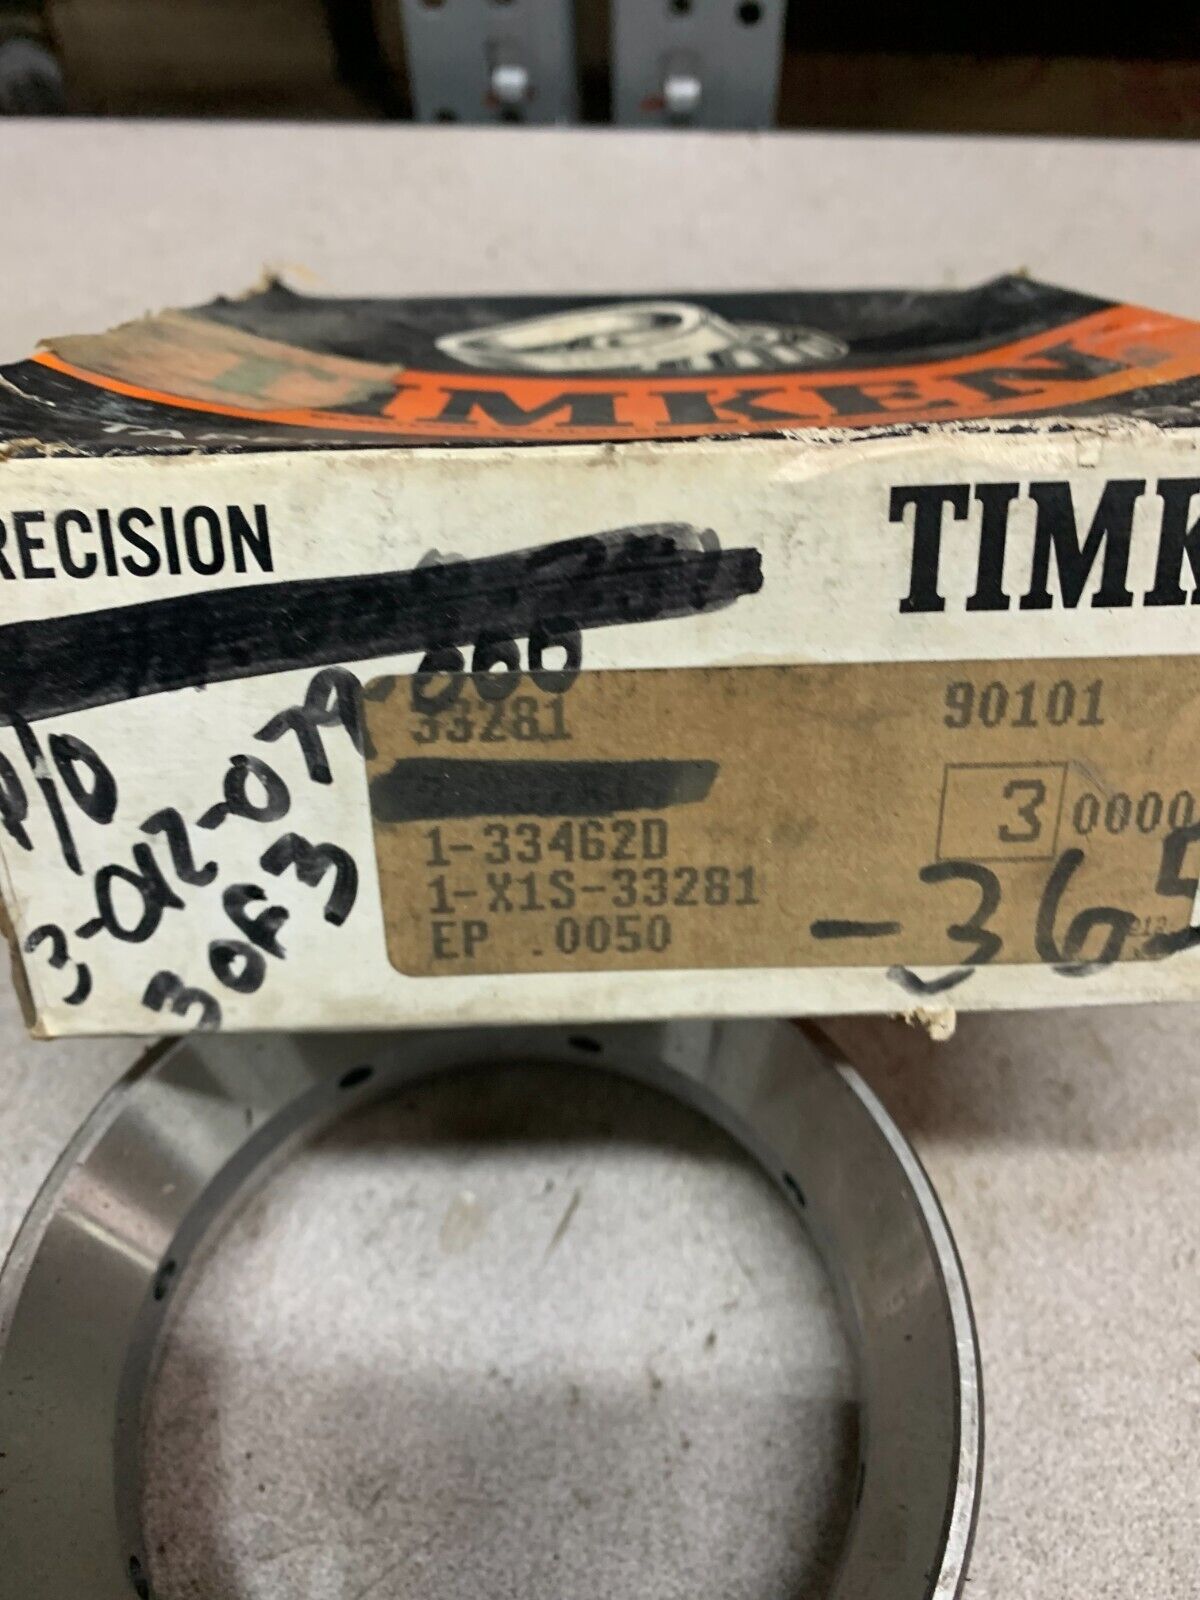 TIMKEN
RECISION
TIMK
33281
90101
3 0000
1-33462D
1-X1S-33281
EP .0050
P/O
3-012-079-000
3 OF 3
-365